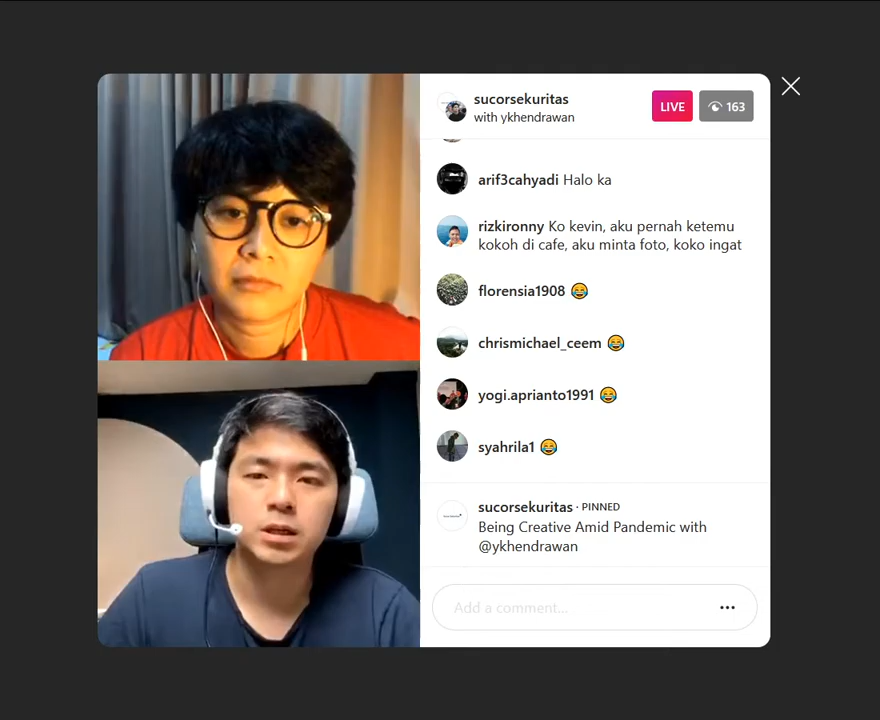 sucorsekuritas
with ykhendrawan
LIVE
163
arif3cahyadi Halo ka
rizkironny Ko kevin, aku pernah ketemu
kokoh di cafe, aku minta foto, koko ingat
florensia1908 😂
chrismichael_ceem 😂
yogi.aprianto1991 😂
syahrila1 😂
sucorsekuritas · PINNED
Being Creative Amid Pandemic with
@ykhendrawan
Add a comment...